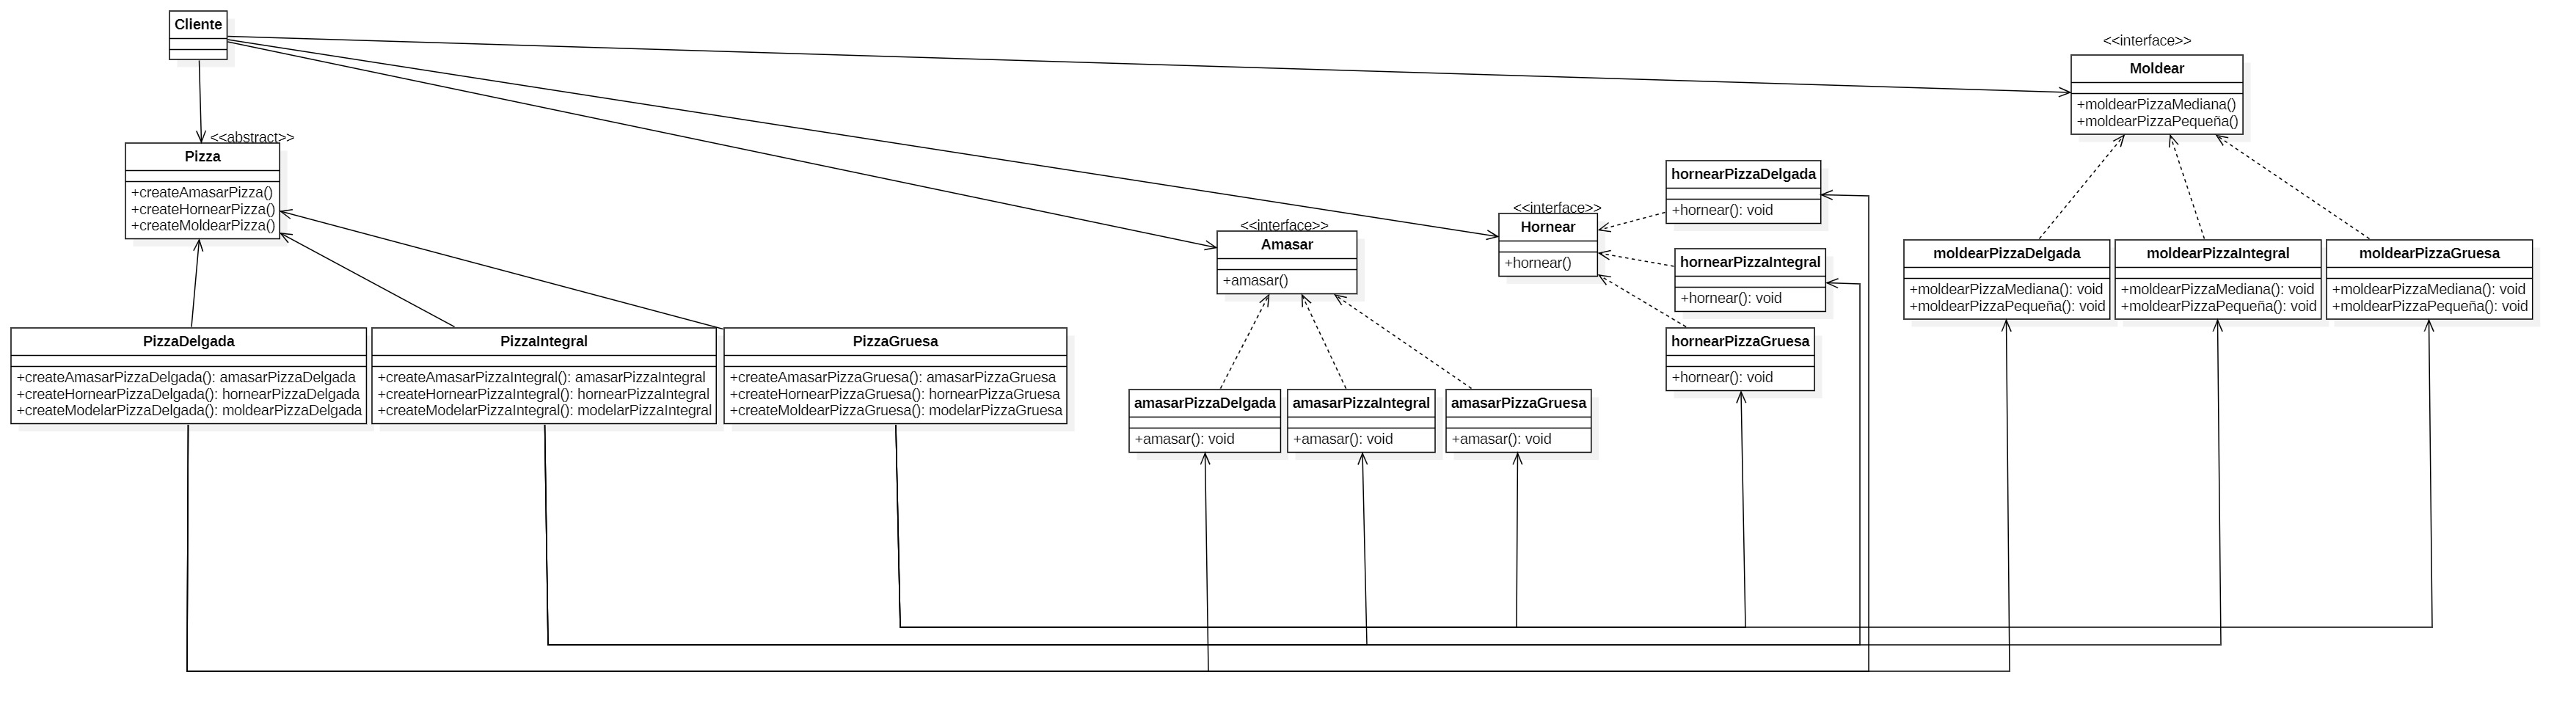 Cliente
<<abstract>>
Pizza
+createAmasarPizza()
+createHornearPizza()
+createMoldearPizza()
PizzaDelgada
+createAmasarPizzaDelgada(): amasarPizzaDelgada
+createHornearPizzaDelgada(): hornearPizzaDelgada
+createModelarPizzaDelgada(): moldearPizzaDelgada
PizzaIntegral
+createAmasarPizzaIntegral(): amasarPizzaIntegral
+createHornearPizzaIntegral(): hornearPizzaIntegral
+createModelarPizzaIntegral(): modelarPizzaIntegral
PizzaGruesa
+createAmasarPizzaGruesa(): amasarPizzaGruesa
+createHornearPizzaGruesa(): hornearPizzaGruesa
+createMoldearPizzaGruesa(): modelarPizzaGruesa
<<interface>>
Amasar
+amasar()
amasarPizzaDelgada
+amasar(): void
amasarPizzaIntegral
+amasar(): void
amasarPizzaGruesa
+amasar(): void
<<interface>>
Hornear
+hornear()
hornearPizzaDelgada
+hornear(): void
hornearPizzaIntegral
+hornear(): void
hornearPizzaGruesa
+hornear(): void
<<interface>>
Moldear
+moldearPizzaMediana()
+moldearPizzaPequeña()
moldearPizzaDelgada
+moldearPizzaMediana(): void
+moldearPizzaPequeña(): void
moldearPizzaIntegral
+moldearPizzaMediana(): void
+moldearPizzaPequeña(): void
moldearPizzaGruesa
+moldearPizzaMediana(): void
+moldearPizzaPequeña(): void